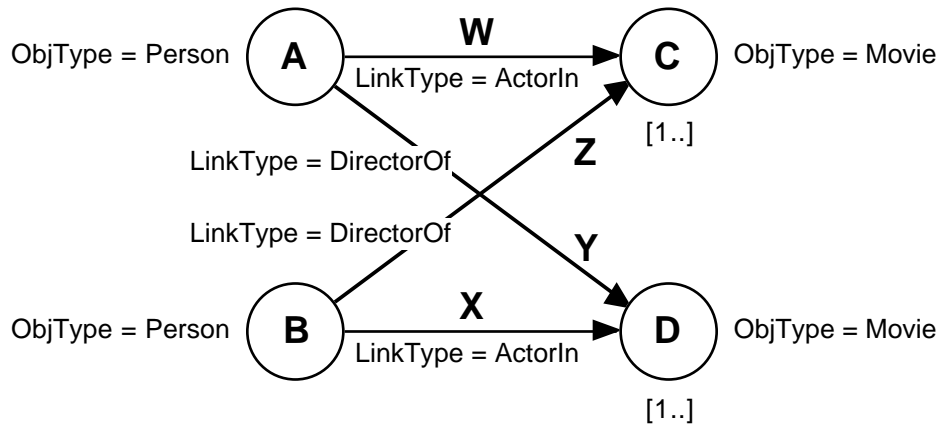 ObjType = Person
A
W
LinkType = ActorIn
C
ObjType = Movie
[1..]
LinkType = DirectorOf
Z
LinkType = DirectorOf
Y
ObjType = Person
B
X
LinkType = ActorIn
D
ObjType = Movie
[1..]